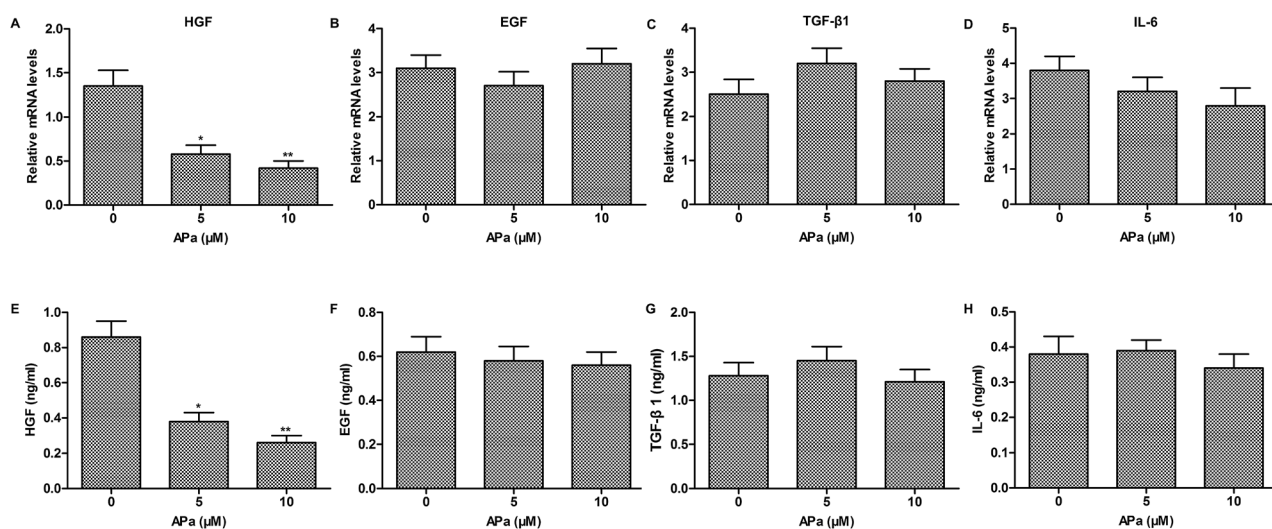 A
HGF
Relative mRNA levels
2.0
1.5
1.0
0.5
0.0
0 5 10
APa (μM)
* **
B
EGF
Relative mRNA levels
4
3
2
1
0
0 5 10
APa (μM)
C
TGF-β1
Relative mRNA levels
4
3
2
1
0
0 5 10
APa (μM)
D
IL-6
Relative mRNA levels
5
4
3
2
1
0
0 5 10
APa (μM)
E
HGF (ng/ml)
1.0
0.8
0.6
0.4
0.2
0.0
* **
0 5 10
APa (μM)
F
EGF (ng/ml)
0.8
0.6
0.4
0.2
0.0
0 5 10
APa (μM)
G
TGF-β 1 (ng/ml)
2.0
1.5
1.0
0.5
0.0
0 5 10
APa (μM)
H
IL-6 (ng/ml)
0.5
0.4
0.3
0.2
0.1
0.0
0 5 10
APa (μM)